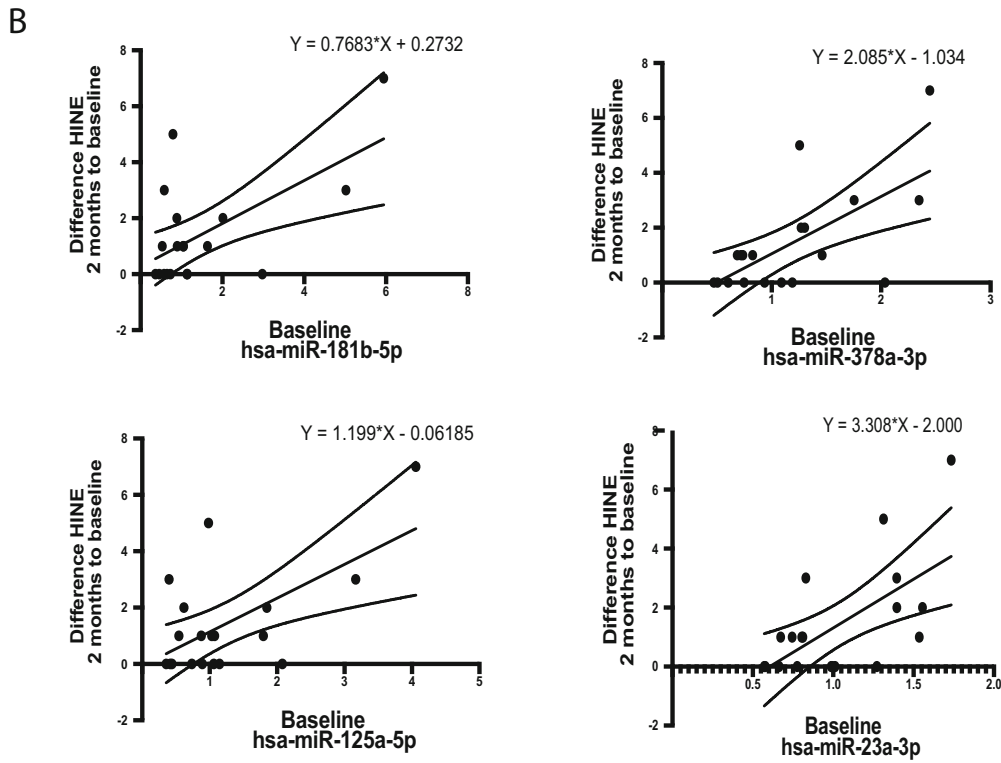 B
Y = 0.7683*X + 0.2732
Difference HINE
2 months to baseline
8
6
4
2
0
-2
2
4
6
8
Baseline
hsa-miR-181b-5p
Y = 2.085*X - 1.034
Difference HINE
2 months to baseline
8
6
4
2
0
-2
1
2
3
Baseline
hsa-miR-378a-3p
Y = 1.199*X - 0.06185
Difference HINE
2 months to baseline
8
6
4
2
0
-2
1
2
3
4
5
Baseline
hsa-miR-125a-5p
Y = 3.308*X - 2.000
Difference HINE
2 months to baseline
8
6
4
2
0
-2
0.5
1.0
1.5
2.0
Baseline
hsa-miR-23a-3p